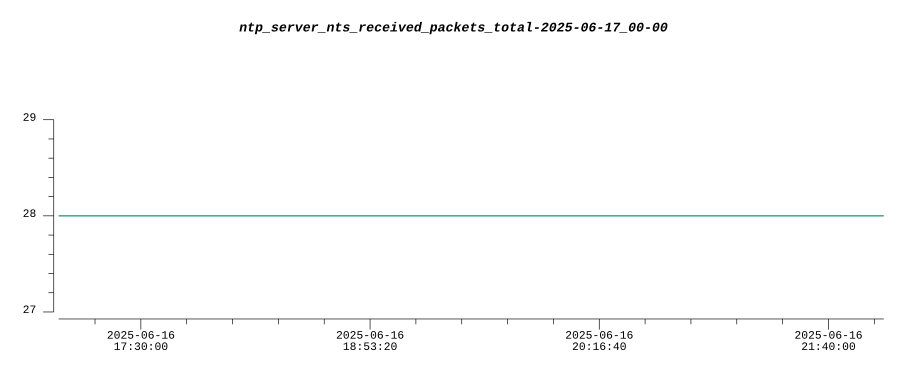 ntp_server_nts_received_packets_total-2025-06-17_00-00
29
28
27
2025-06-16 2025-06-16 2025-06-16 2025-06-16
17:30:00 18:53:20 20:16:40 21:40:00